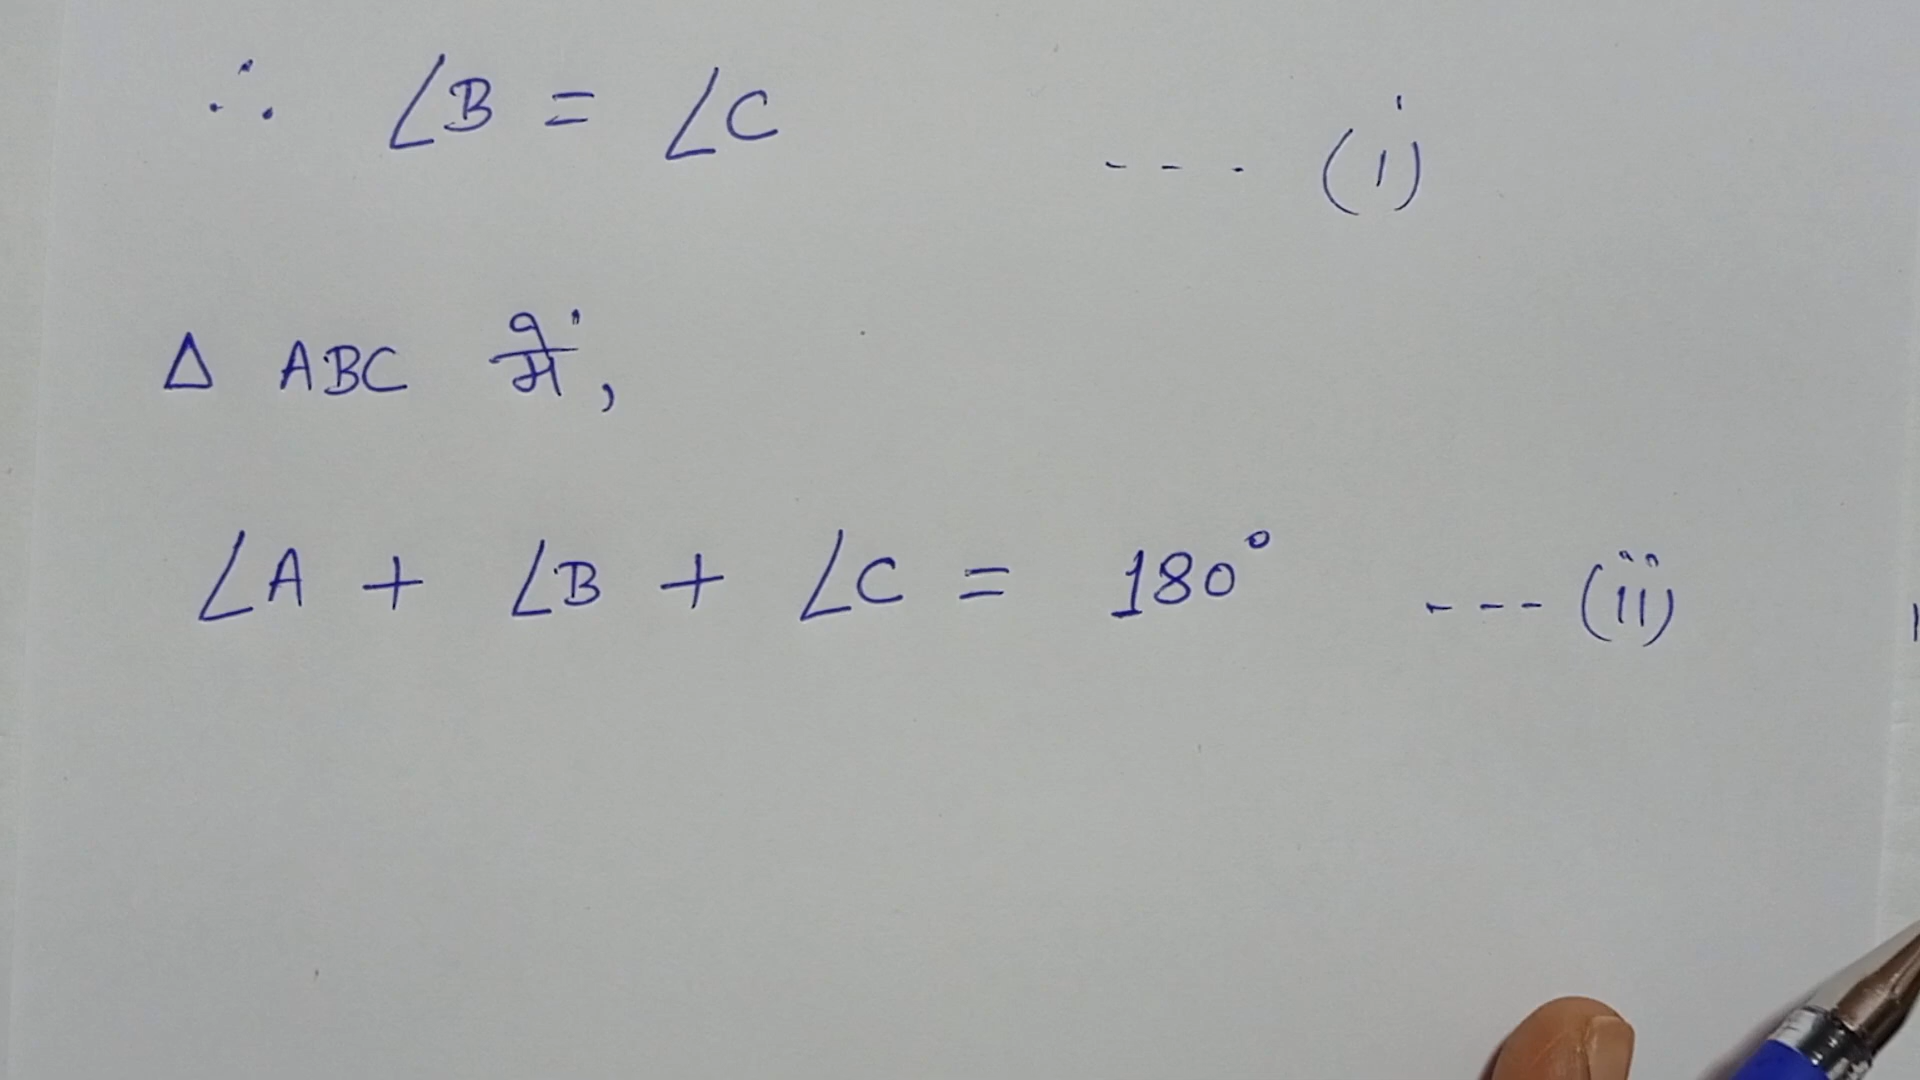 ∴ ∠B = ∠C --- (i)
Δ ABC में,
∠A + ∠B + ∠C = 180° --- (ii)